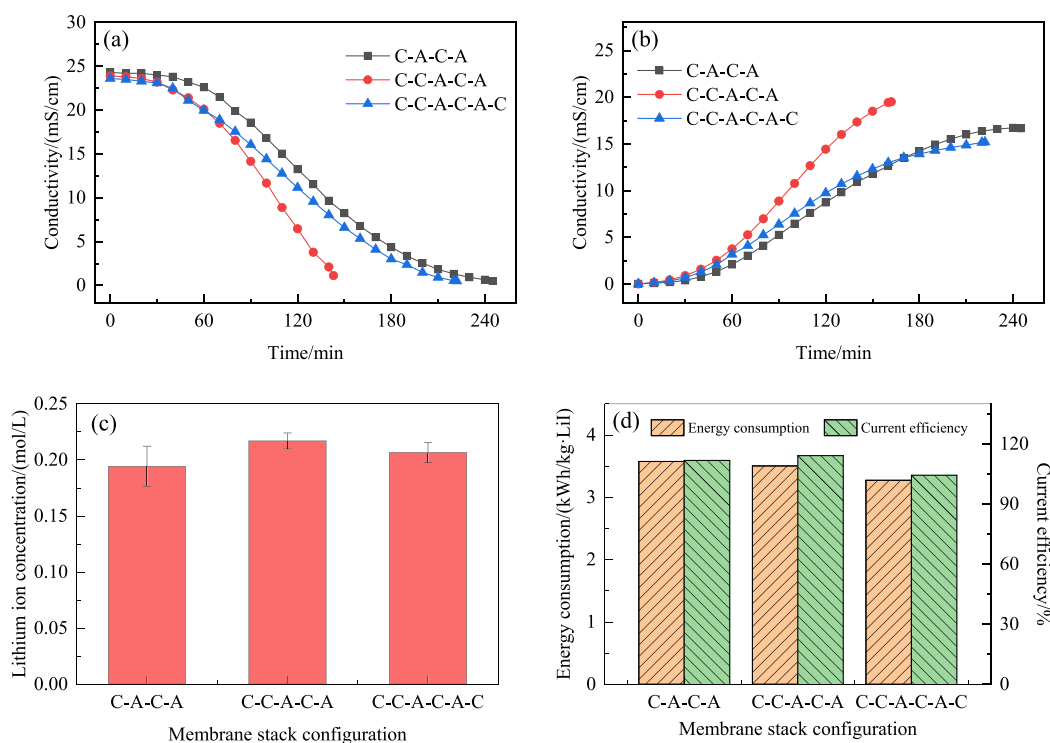 (a)
C-A-C-A
C-C-A-C-A
C-C-A-C-A-C
Conductivity/(mS/cm)
30
25
20
15
10
5
0
0 60 120 180 240
Time/min
(b)
C-A-C-A
C-C-A-C-A
C-C-A-C-A-C
Conductivity/(mS/cm)
25
20
15
10
5
0
0 60 120 180 240
Time/min
(c)
Lithium ion concentration/(mol/L)
0.25
0.20
0.25
0.10
0.05
0.00
C-A-C-A C-C-A-C-A C-C-A-C-A-C
Membrane stack configuration
(d)
Energy consumption Current efficiency
Energy consumption/(kWh/kg·LiI)
4
3
2
1
0
120
90
60
30
0
Current efficiency/%
C-A-C-A C-C-A-C-A C-C-A-C-A-C
Membrane stack configuration